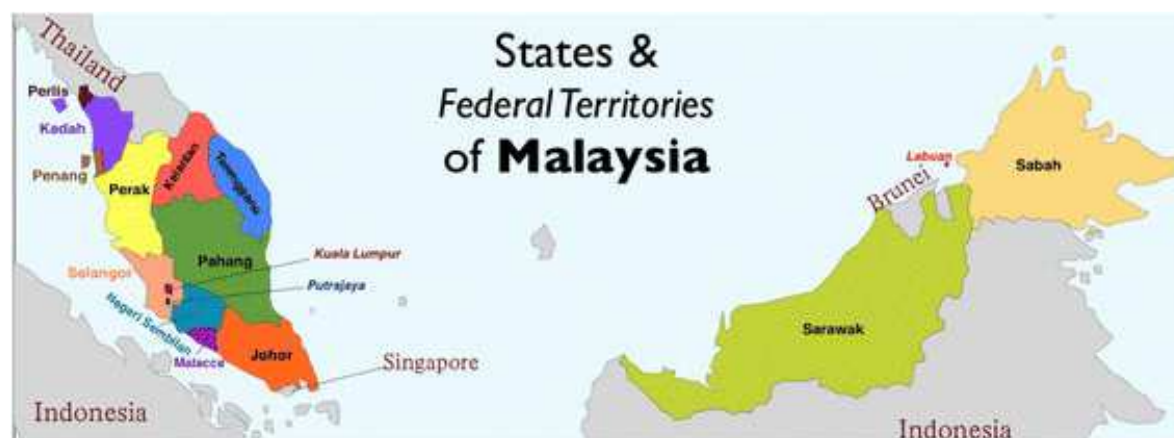 States &
Federal Territories
of Malaysia
Thailand
Perlis
Kedah
Penang
Perak
Kelantan
Terengganu
Pahang
Selangor
Kuala Lumpur
Putrajaya
Negeri Sembilan
Malacca
Johor
Singapore
Indonesia
Labuan
Brunei
Sabah
Sarawak
Indonesia